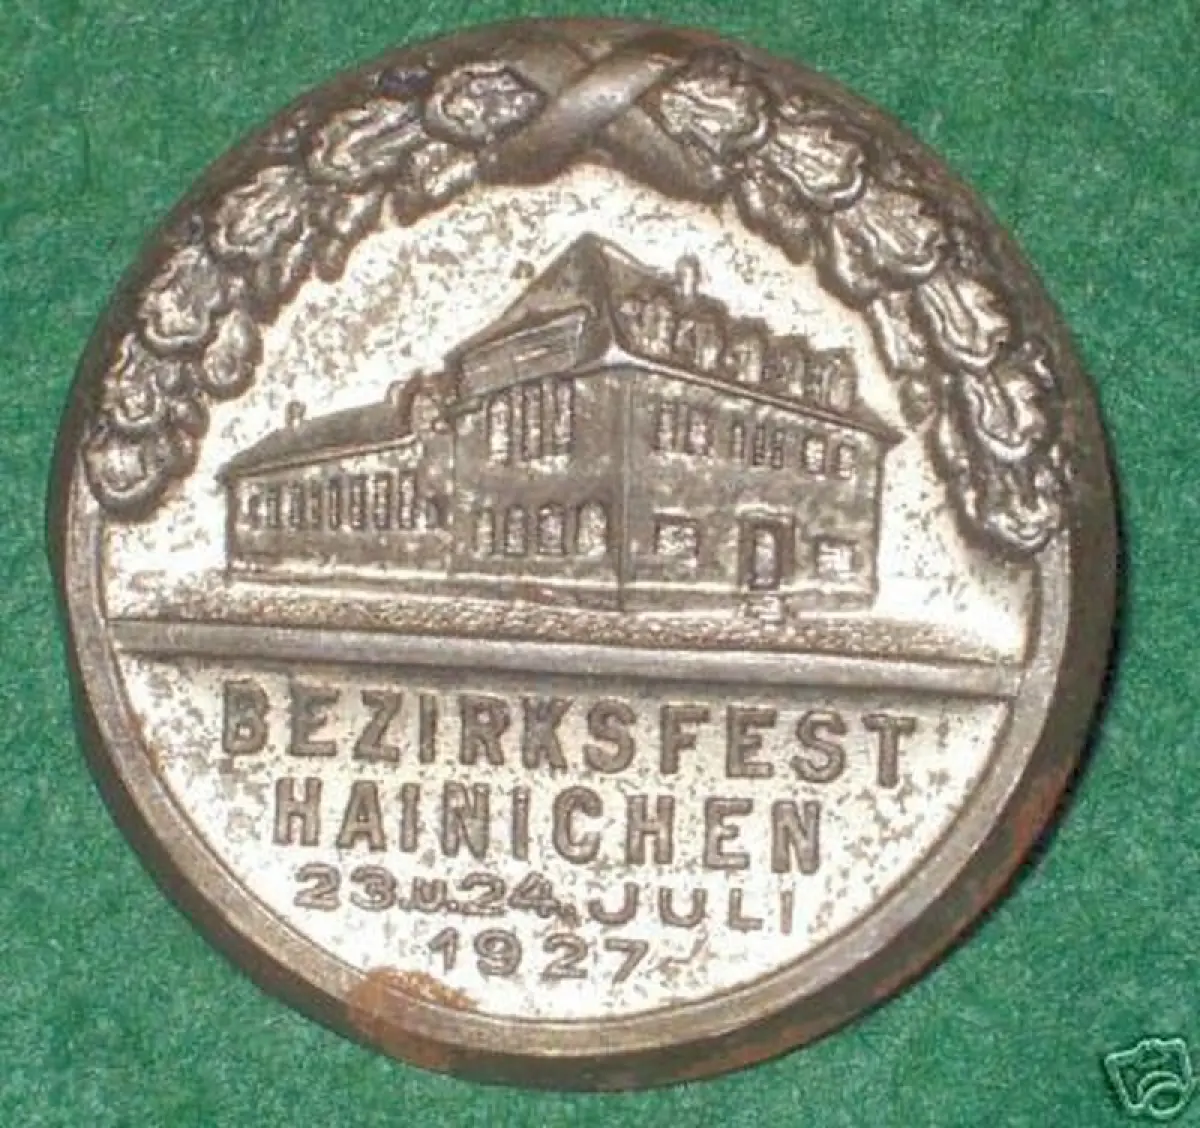 BEZIRKSFEST
HAINICHEN
23.U.24. JULI
1927